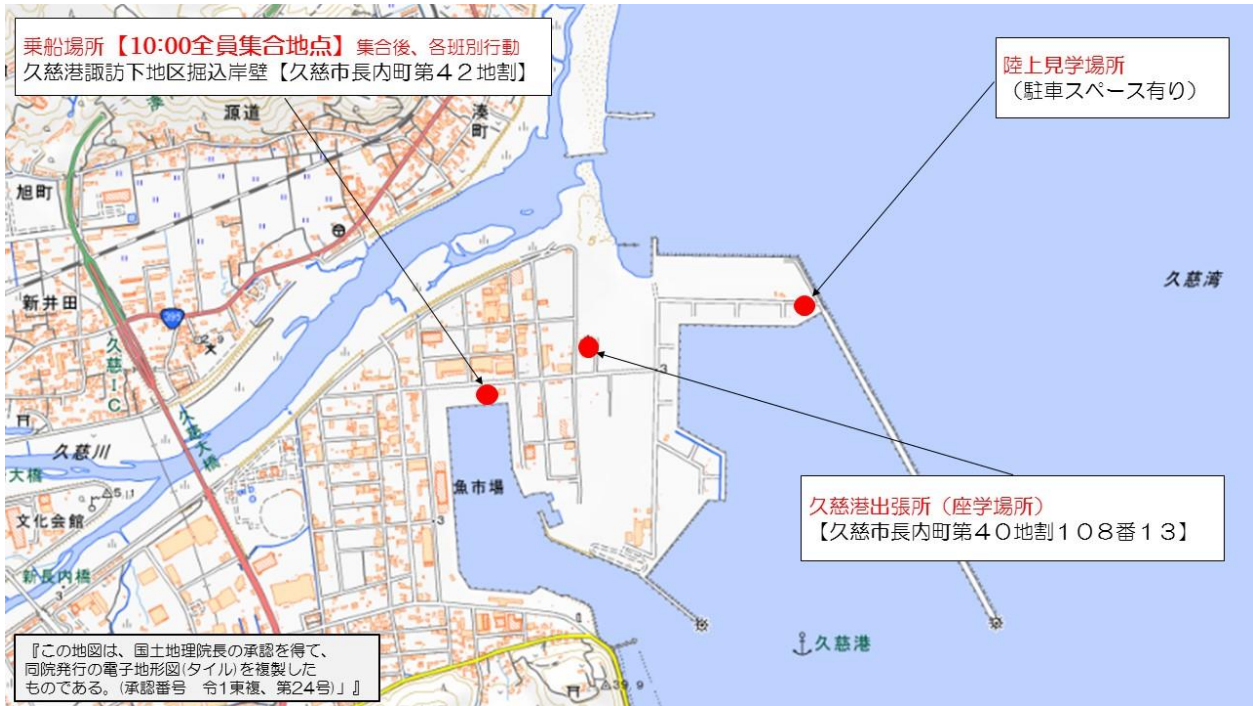 乗船場所【10:00全員集合地点】集合後、各班別行動
久慈港諏訪下地区掘込岸壁【久慈市長内町第42地割】
陸上見学場所
(駐車スペース有り)
源道
湊町
旭町
新井田
395
久慈IC
久慈大橋
久慈川
大橋
文化会館
新長内橋
魚市場
3
3
久慈湾
久慈港出張所(座学場所)
【久慈市長内町第40地割108番13】
久慈港
39.9
『この地図は、国土地理院長の承認を得て、
同院発行の電子地形図(タイル)を複製した
ものである。(承認番号 令1東複、第24号)」』